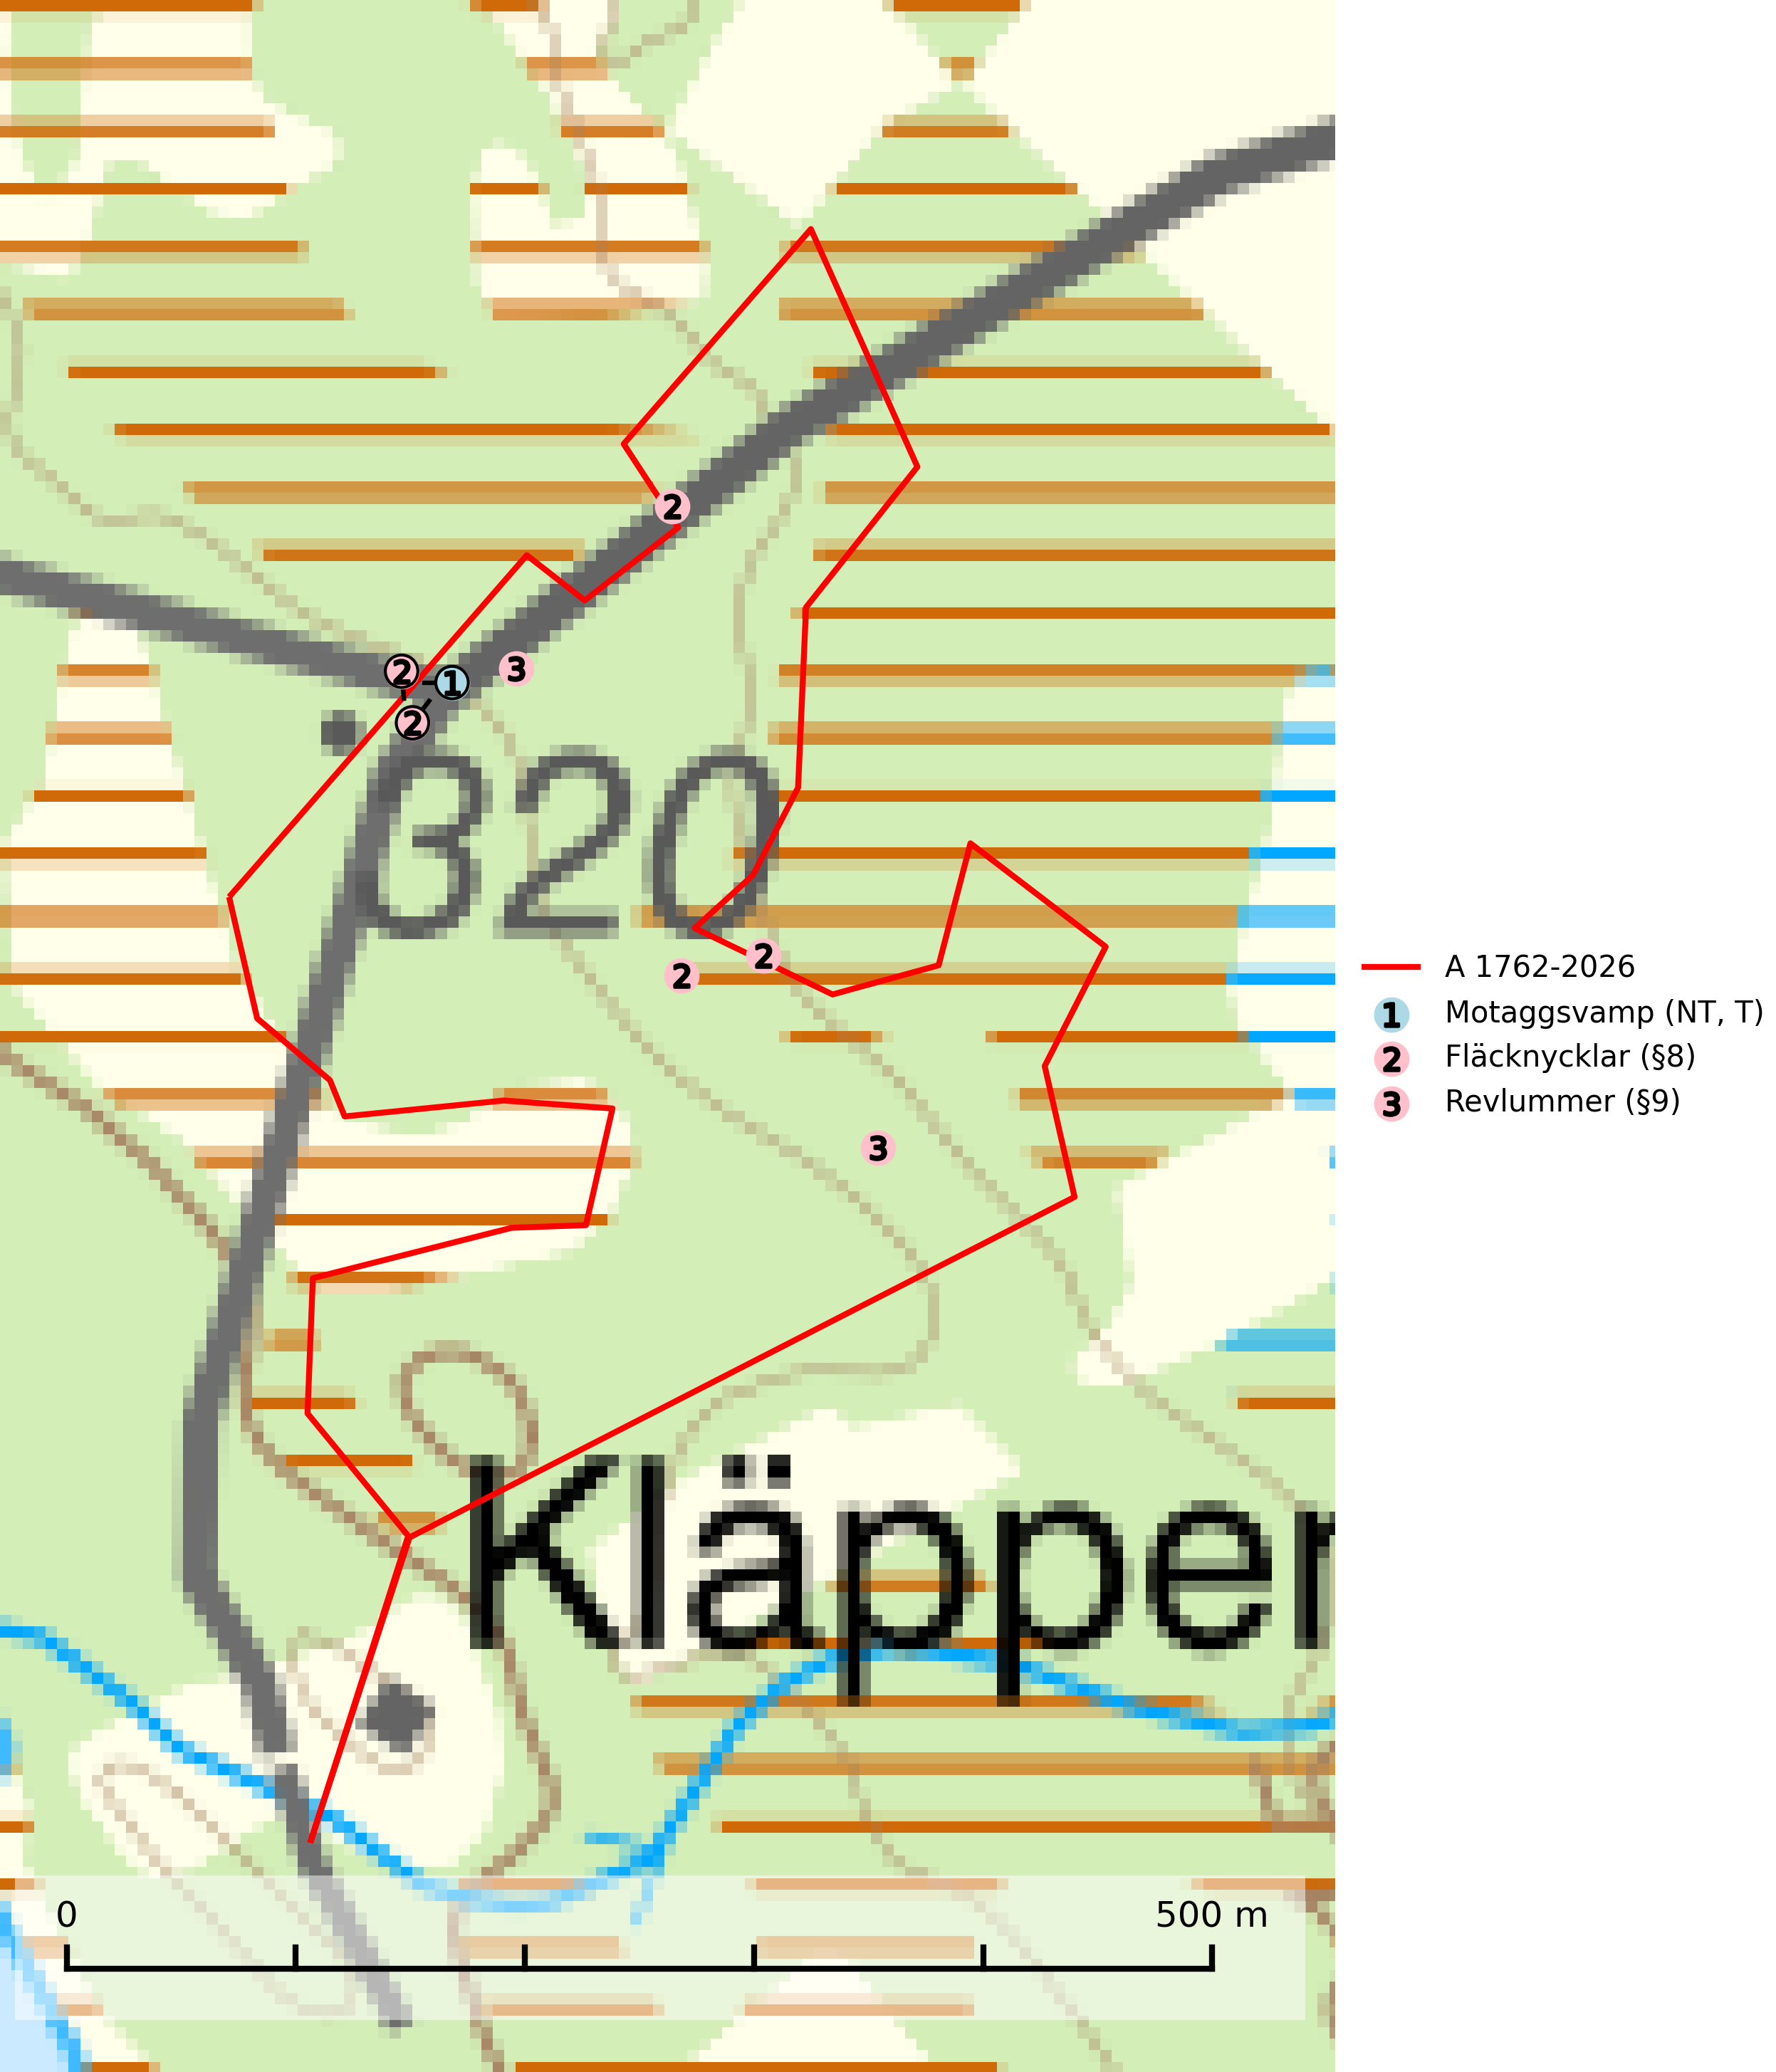 2
2
1
3
2
320
2
2
3
Kläpper
0
500 m
A 1762-2026
1 Motaggsvamp (NT, T)
2 Fläcknycklar (§8)
3 Revlummer (§9)